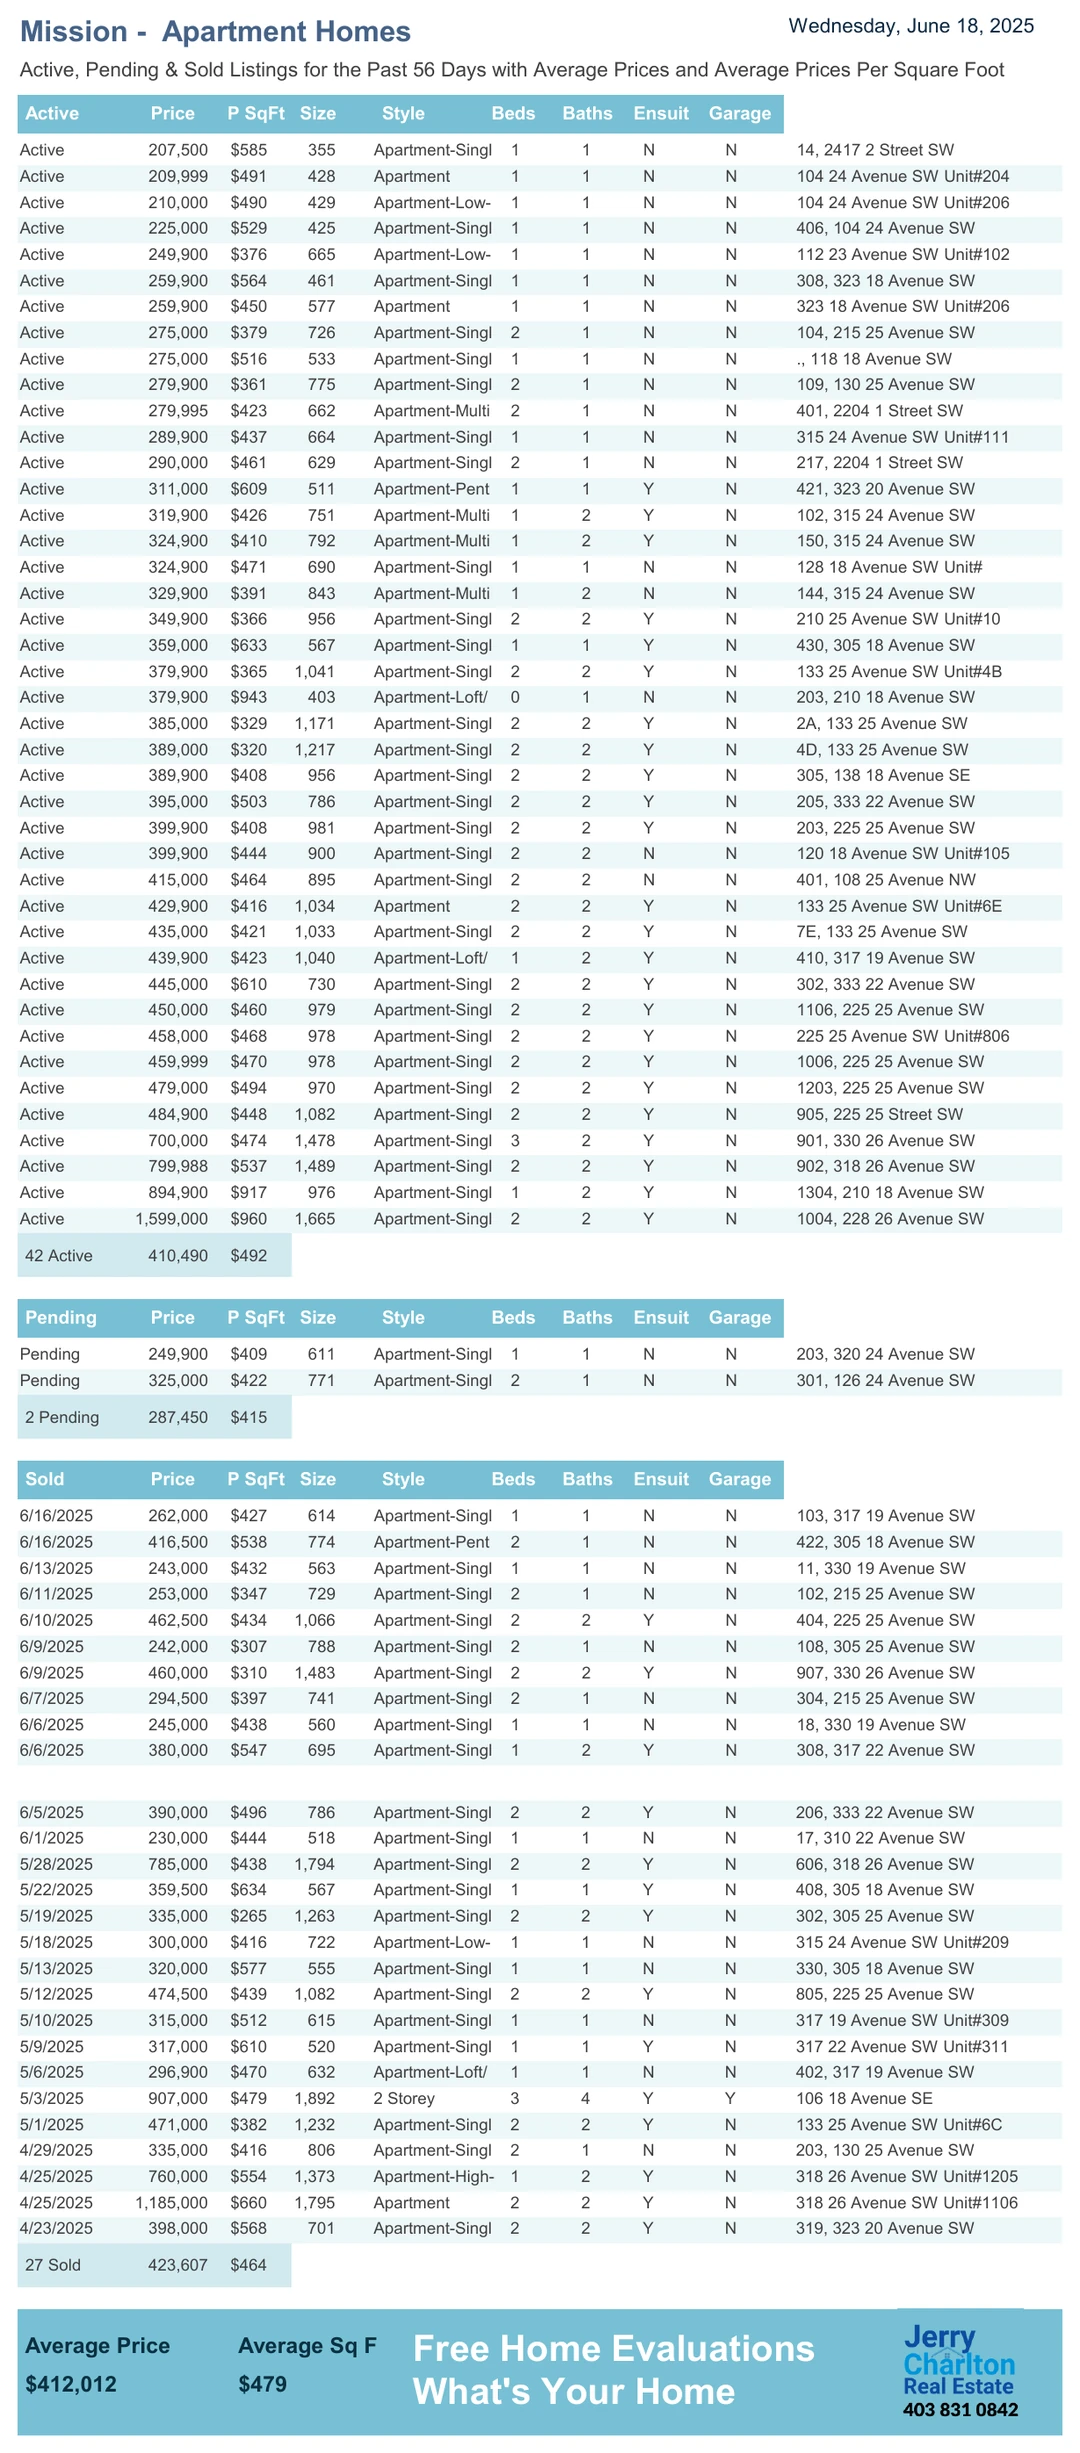 Mission -  Apartment Homes
Wednesday, June 18, 2025
Active, Pending & Sold Listings for the Past 56 Days with Average Prices and Average Prices Per Square Foot
Active Price P SqFt Size Style Beds Baths Ensuit Garage
Active 207,500 $585 355 Apartment-Singl 1 1 N N 14, 2417 2 Street SW
Active 209,999 $491 428 Apartment 1 1 N N 104 24 Avenue SW Unit#204
Active 210,000 $490 429 Apartment-Low- 1 1 N N 104 24 Avenue SW Unit#206
Active 225,000 $529 425 Apartment-Singl 1 1 N N 406, 104 24 Avenue SW
Active 249,900 $376 665 Apartment-Low- 1 1 N N 112 23 Avenue SW Unit#102
Active 259,900 $564 461 Apartment-Singl 1 1 N N 308, 323 18 Avenue SW
Active 259,900 $450 577 Apartment 1 1 N N 323 18 Avenue SW Unit#206
Active 275,000 $379 726 Apartment-Singl 2 1 N N 104, 215 25 Avenue SW
Active 275,000 $516 533 Apartment-Singl 1 1 N N ., 118 18 Avenue SW
Active 279,900 $361 775 Apartment-Singl 2 1 N N 109, 130 25 Avenue SW
Active 279,995 $423 662 Apartment-Multi 2 1 N N 401, 2204 1 Street SW
Active 289,900 $437 664 Apartment-Singl 1 1 N N 315 24 Avenue SW Unit#111
Active 290,000 $461 629 Apartment-Singl 2 1 N N 217, 2204 1 Street SW
Active 311,000 $609 511 Apartment-Pent 1 1 Y N 421, 323 20 Avenue SW
Active 319,900 $426 751 Apartment-Multi 1 2 Y N 102, 315 24 Avenue SW
Active 324,900 $410 792 Apartment-Multi 1 2 Y N 150, 315 24 Avenue SW
Active 324,900 $471 690 Apartment-Singl 1 1 N N 128 18 Avenue SW Unit#
Active 329,900 $391 843 Apartment-Multi 1 2 N N 144, 315 24 Avenue SW
Active 349,900 $366 956 Apartment-Singl 2 2 Y N 210 25 Avenue SW Unit#10
Active 359,000 $633 567 Apartment-Singl 1 1 Y N 430, 305 18 Avenue SW
Active 379,900 $365 1,041 Apartment-Singl 2 2 Y N 133 25 Avenue SW Unit#4B
Active 379,900 $943 403 Apartment-Loft/ 0 1 N N 203, 210 18 Avenue SW
Active 385,000 $329 1,171 Apartment-Singl 2 2 Y N 2A, 133 25 Avenue SW
Active 389,000 $320 1,217 Apartment-Singl 2 2 Y N 4D, 133 25 Avenue SW
Active 389,900 $408 956 Apartment-Singl 2 2 Y N 305, 138 18 Avenue SE
Active 395,000 $503 786 Apartment-Singl 2 2 Y N 205, 333 22 Avenue SW
Active 399,900 $408 981 Apartment-Singl 2 2 Y N 203, 225 25 Avenue SW
Active 399,900 $444 900 Apartment-Singl 2 2 N N 120 18 Avenue SW Unit#105
Active 415,000 $464 895 Apartment-Singl 2 2 N N 401, 108 25 Avenue NW
Active 429,900 $416 1,034 Apartment 2 2 Y N 133 25 Avenue SW Unit#6E
Active 435,000 $421 1,033 Apartment-Singl 2 2 Y N 7E, 133 25 Avenue SW
Active 439,900 $423 1,040 Apartment-Loft/ 1 2 Y N 410, 317 19 Avenue SW
Active 445,000 $610 730 Apartment-Singl 2 2 Y N 302, 333 22 Avenue SW
Active 450,000 $460 979 Apartment-Singl 2 2 Y N 1106, 225 25 Avenue SW
Active 458,000 $468 978 Apartment-Singl 2 2 Y N 225 25 Avenue SW Unit#806
Active 459,999 $470 978 Apartment-Singl 2 2 Y N 1006, 225 25 Avenue SW
Active 479,000 $494 970 Apartment-Singl 2 2 Y N 1203, 225 25 Avenue SW
Active 484,900 $448 1,082 Apartment-Singl 2 2 Y N 905, 225 25 Street SW
Active 700,000 $474 1,478 Apartment-Singl 3 2 Y N 901, 330 26 Avenue SW
Active 799,988 $537 1,489 Apartment-Singl 2 2 Y N 902, 318 26 Avenue SW
Active 894,900 $917 976 Apartment-Singl 1 2 Y N 1304, 210 18 Avenue SW
Active 1,599,000 $960 1,665 Apartment-Singl 2 2 Y N 1004, 228 26 Avenue SW
42 Active 410,490 $492
Pending Price P SqFt Size Style Beds Baths Ensuit Garage
Pending 249,900 $409 611 Apartment-Singl 1 1 N N 203, 320 24 Avenue SW
Pending 325,000 $422 771 Apartment-Singl 2 1 N N 301, 126 24 Avenue SW
2 Pending 287,450 $415
Sold Price P SqFt Size Style Beds Baths Ensuit Garage
6/16/2025 262,000 $427 614 Apartment-Singl 1 1 N N 103, 317 19 Avenue SW
6/16/2025 416,500 $538 774 Apartment-Pent 2 1 N N 422, 305 18 Avenue SW
6/13/2025 243,000 $432 563 Apartment-Singl 1 1 N N 11, 330 19 Avenue SW
6/11/2025 253,000 $347 729 Apartment-Singl 2 1 N N 102, 215 25 Avenue SW
6/10/2025 462,500 $434 1,066 Apartment-Singl 2 2 Y N 404, 225 25 Avenue SW
6/9/2025 242,000 $307 788 Apartment-Singl 2 1 N N 108, 305 25 Avenue SW
6/9/2025 460,000 $310 1,483 Apartment-Singl 2 2 Y N 907, 330 26 Avenue SW
6/7/2025 294,500 $397 741 Apartment-Singl 2 1 N N 304, 215 25 Avenue SW
6/6/2025 245,000 $438 560 Apartment-Singl 1 1 N N 18, 330 19 Avenue SW
6/6/2025 380,000 $547 695 Apartment-Singl 1 2 Y N 308, 317 22 Avenue SW
6/5/2025 390,000 $496 786 Apartment-Singl 2 2 Y N 206, 333 22 Avenue SW
6/1/2025 230,000 $444 518 Apartment-Singl 1 1 N N 17, 310 22 Avenue SW
5/28/2025 785,000 $438 1,794 Apartment-Singl 2 2 Y N 606, 318 26 Avenue SW
5/22/2025 359,500 $634 567 Apartment-Singl 1 1 Y N 408, 305 18 Avenue SW
5/19/2025 335,000 $265 1,263 Apartment-Singl 2 2 Y N 302, 305 25 Avenue SW
5/18/2025 300,000 $416 722 Apartment-Low- 1 1 N N 315 24 Avenue SW Unit#209
5/13/2025 320,000 $577 555 Apartment-Singl 1 1 N N 330, 305 18 Avenue SW
5/12/2025 474,500 $439 1,082 Apartment-Singl 2 2 Y N 805, 225 25 Avenue SW
5/10/2025 315,000 $512 615 Apartment-Singl 1 1 N N 317 19 Avenue SW Unit#309
5/9/2025 317,000 $610 520 Apartment-Singl 1 1 Y N 317 22 Avenue SW Unit#311
5/6/2025 296,900 $470 632 Apartment-Loft/ 1 1 N N 402, 317 19 Avenue SW
5/3/2025 907,000 $479 1,892 2 Storey 3 4 Y Y 106 18 Avenue SE
5/1/2025 471,000 $382 1,232 Apartment-Singl 2 2 Y N 133 25 Avenue SW Unit#6C
4/29/2025 335,000 $416 806 Apartment-Singl 2 1 N N 203, 130 25 Avenue SW
4/25/2025 760,000 $554 1,373 Apartment-High- 1 2 Y N 318 26 Avenue SW Unit#1205
4/25/2025 1,185,000 $660 1,795 Apartment 2 2 Y N 318 26 Avenue SW Unit#1106
4/23/2025 398,000 $568 701 Apartment-Singl 2 2 Y N 319, 323 20 Avenue SW
27 Sold 423,607 $464
Average Price Average Sq F
$412,012 $479
Free Home Evaluations
What's Your Home
Jerry
Charlton
Real Estate
403 831 0842